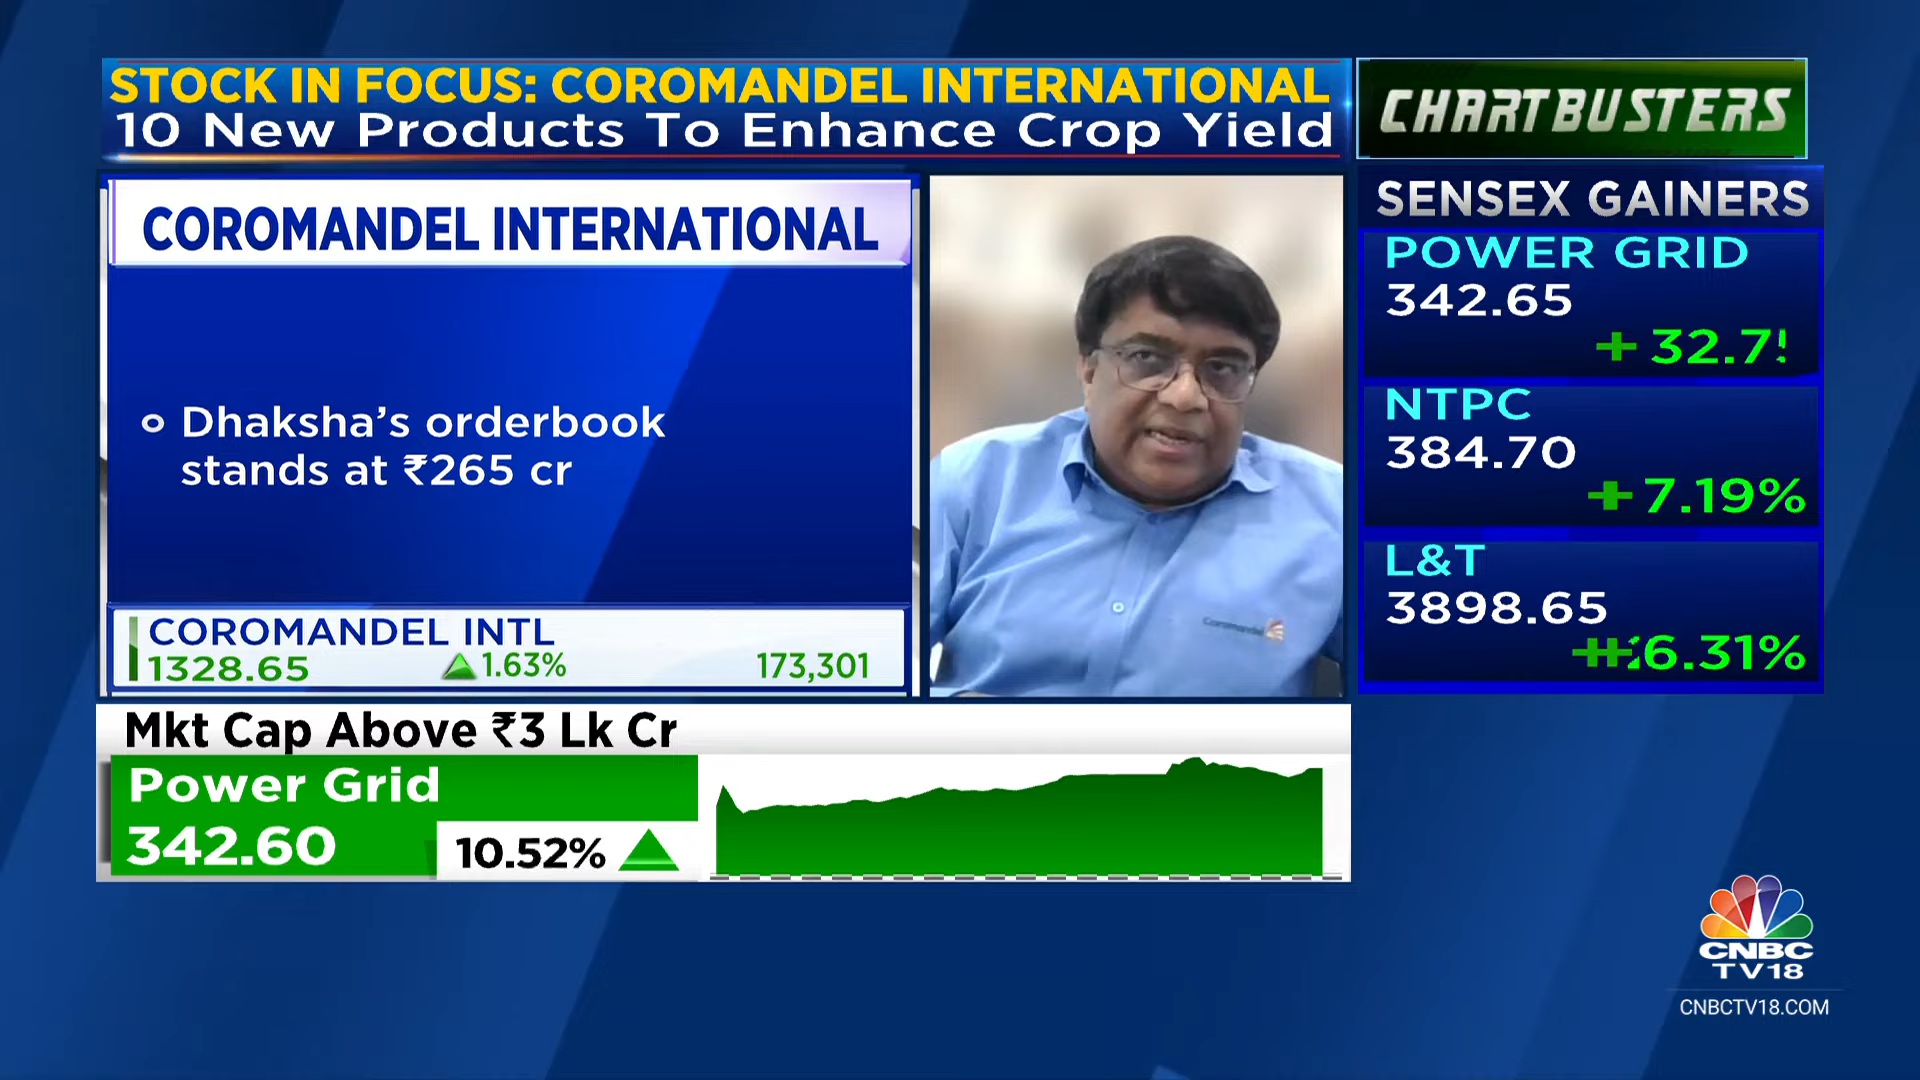 STOCK IN FOCUS: COROMANDEL INTERNATIONAL
10 New Products To Enhance Crop Yield
CHARTBUSTERS
COROMANDEL INTERNATIONAL
Dhaksha's orderbook
stands at ₹265 cr
COROMANDEL INTL
1328.65 1.63% 173,301
Coromandel
SENSEX GAINERS
POWER GRID
342.65
NTPC
384.70
+ 7.19%
L&T
3898.65
Mkt Cap Above ₹3 Lk Cr
Power Grid
342.60
10.52%
CNBC
TV18
CNBCTV18.COM